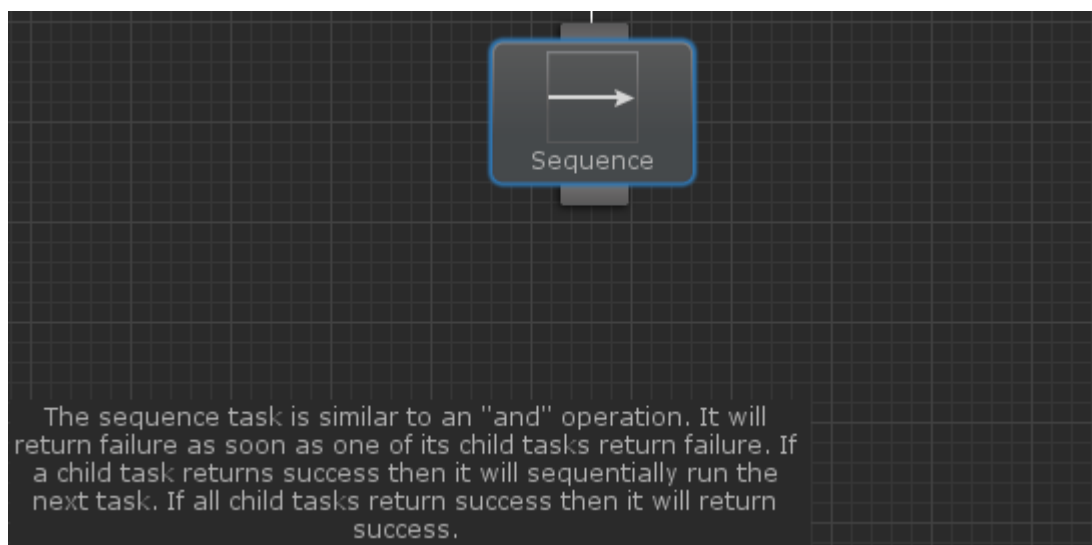 Sequence
The sequence task is similar to an "and" operation. It will
return failure as soon as one of its child tasks return failure. If
a child task returns success then it will sequentially run the
next task. If all child tasks return success then it will return
success.